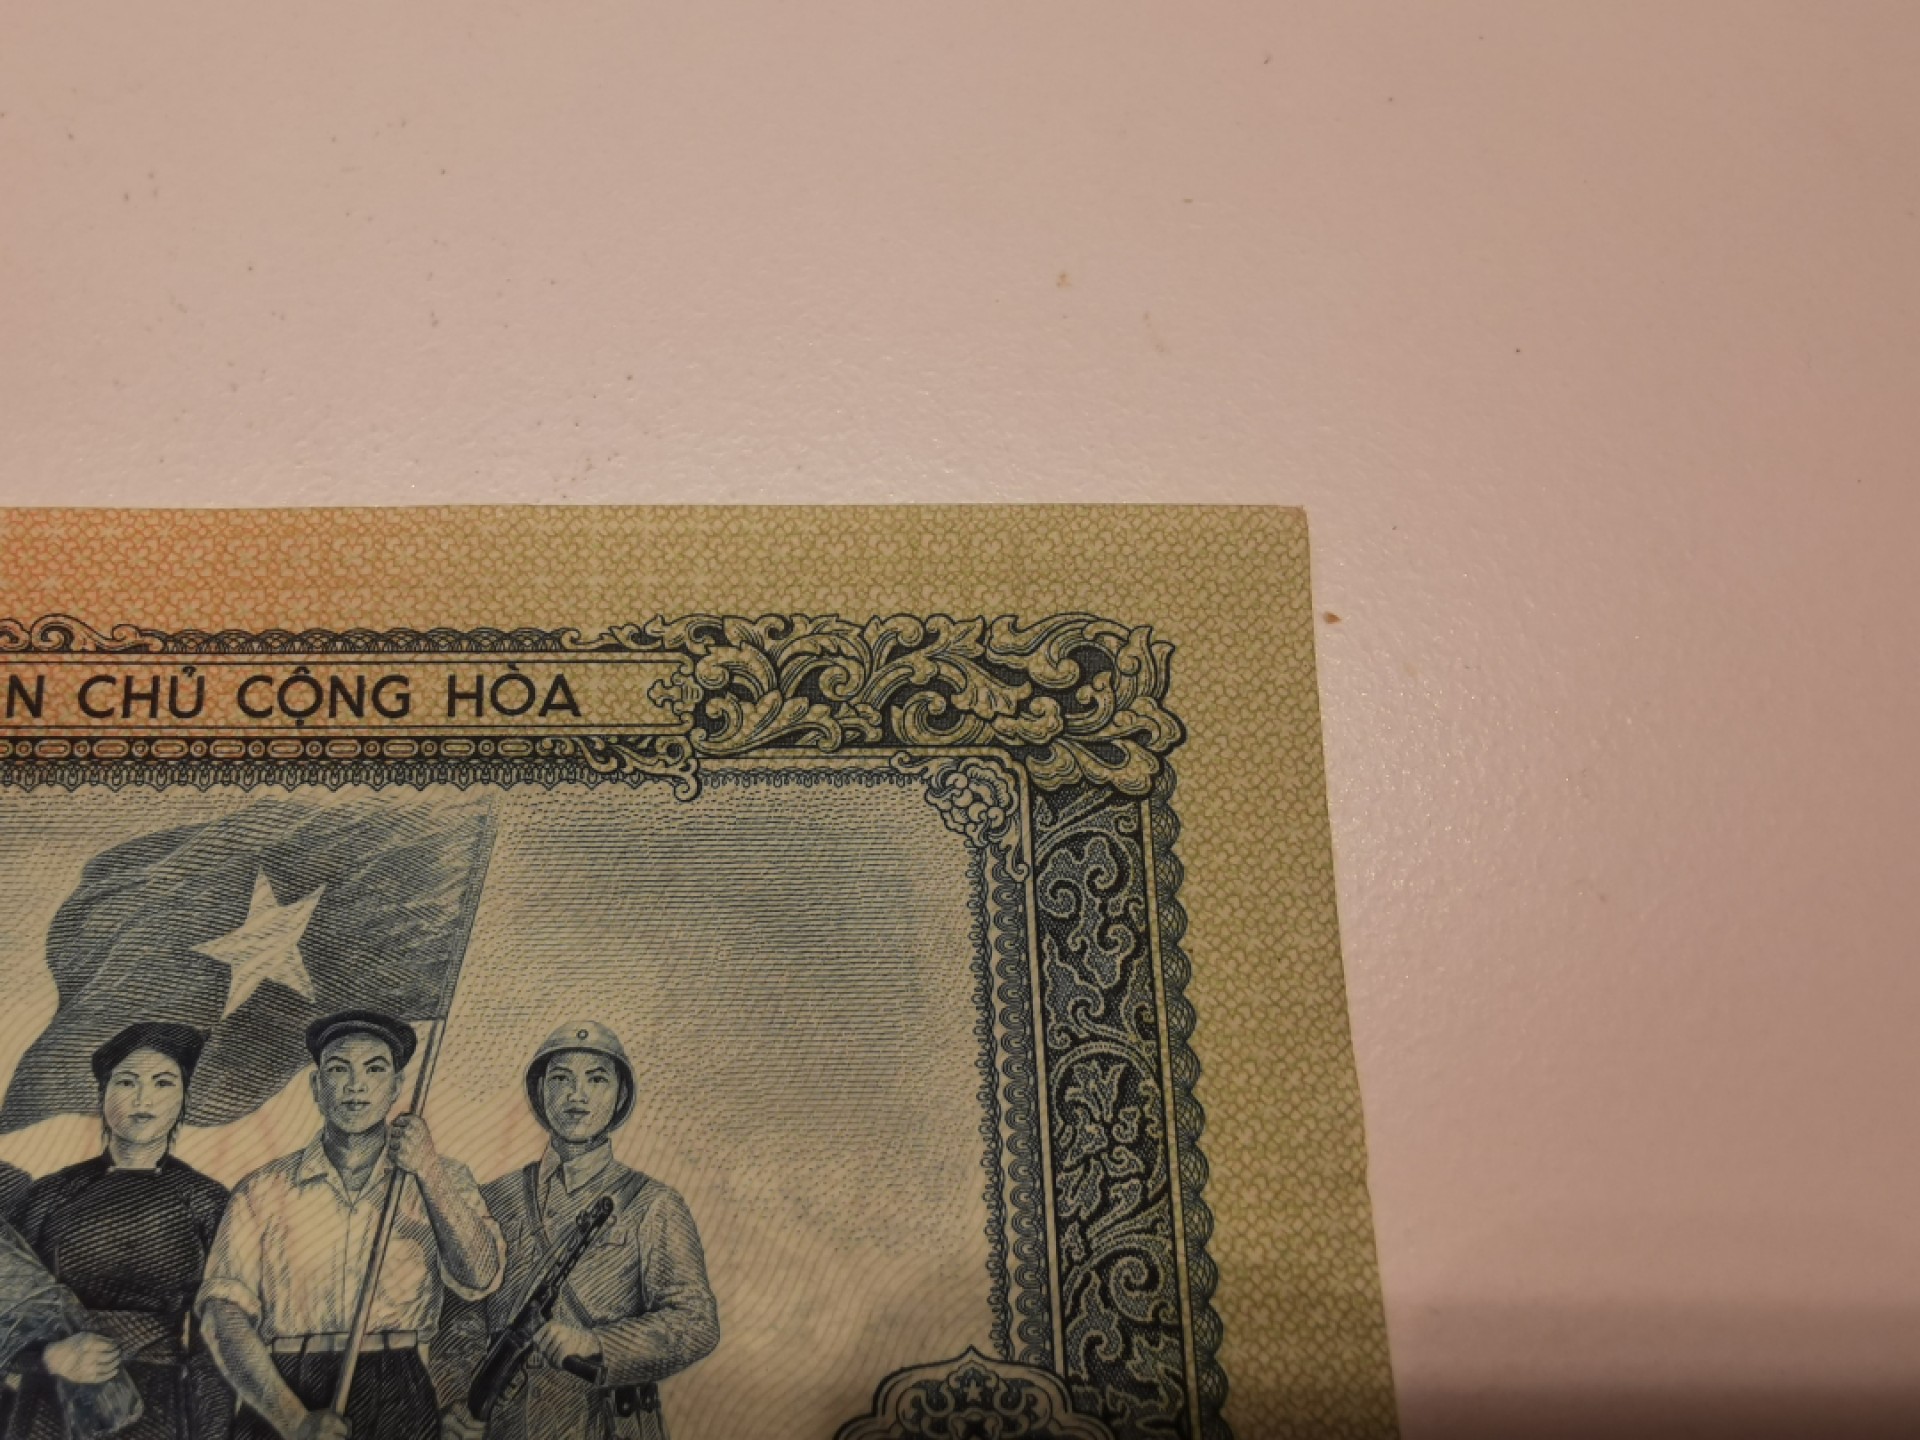 N CHỦ CỘNG HÒA